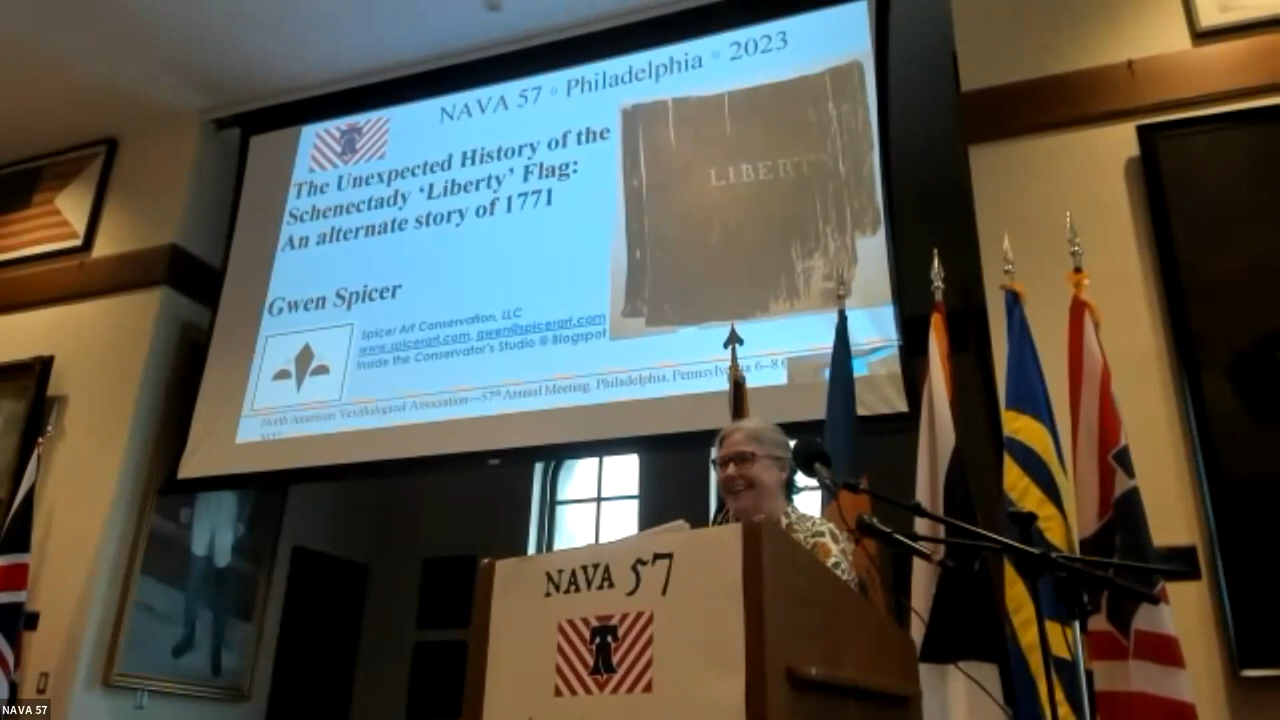 NAVA 57 ◦ Philadelphia ◦ 2023
The Unexpected History of the
Schenectady ‘Liberty’ Flag:
An alternate story of 1771
LIBERTY
Gwen Spicer
Spicer Art Conservation, LLC
www.spicerart.com, gwen@spicerart.com
Inside the Conservator's Studio @ Blogspot
North American Vexillological Association—57th Annual Meeting, Philadelphia, Pennsylvania 6–8
NAVA 57
NAVA 57